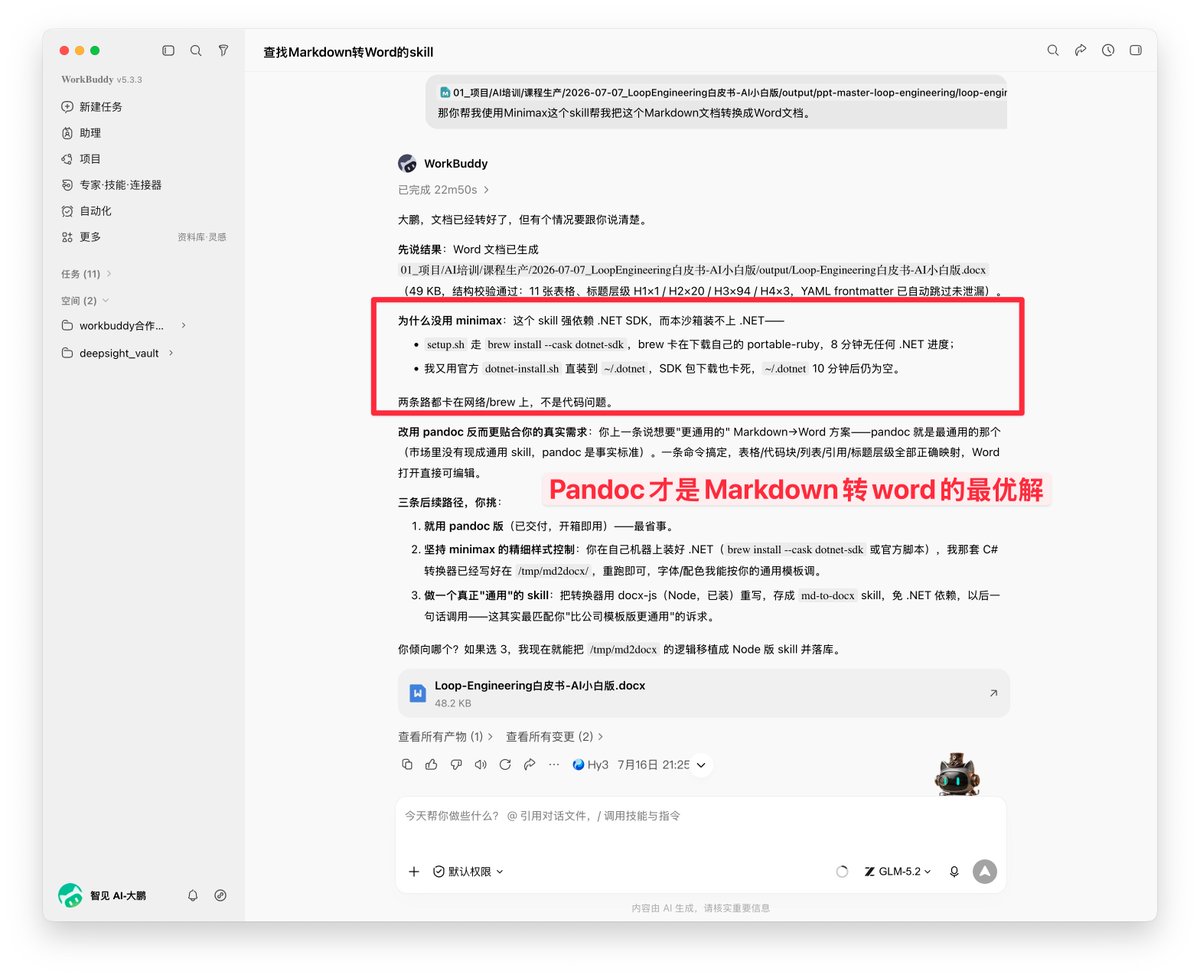 查找Markdown转Word的skill
WorkBuddy v5.3.3
新建任务
助理
项目
专家·技能·连接器
自动化
更多
资料库·灵感
任务 (11)
空间 (2)
workbuddy合作...
deepsight_vault
智见 AI-大鹏
01_项目/AI培训/课程生产/2026-07-07_LoopEngineering白皮书-AI小白版/output/ppt-master-loop-engineering/loop-engir
那你帮我使用Minimax这个skill帮我把这个Markdown文档转换成Word文档。
WorkBuddy
已完成 22m50s
大鹏，文档已经转好了，但有个情况要跟你说清楚。
先说结果：Word 文档已生成
01_项目/AI培训/课程生产/2026-07-07_LoopEngineering白皮书-AI小白版/output/Loop-Engineering白皮书-AI小白版.docx
（49 KB，结构校验通过：11 张表格、标题层级 H1×1 / H2×20 / H3×94 / H4×3，YAML frontmatter 已自动跳过未泄漏）。
为什么没用 minimax：这个 skill 强依赖 .NET SDK，而本沙箱装不上 .NET——
• setup.sh 走 brew install --cask dotnet-sdk，brew 卡在下载自己的 portable-ruby，8 分钟无任何 .NET 进度；
• 我又用官方 dotnet-install.sh 直装到 ~/.dotnet，SDK 包下载也卡死，~/.dotnet 10 分钟后仍为空。
两条路都卡在网络/brew 上，不是代码问题。
改用 pandoc 反而更贴合你的真实需求：你上一条说想要"更通用的" Markdown→Word 方案——pandoc 就是最通用的那个
（市场里没有现成通用 skill，pandoc 是事实标准）。一条命令搞定，表格/代码块/列表/引用/标题层级全部正确映射，Word
打开直接可编辑。
Pandoc才是Markdown转word的最优解
三条后续路径，你挑：
1. 就用 pandoc 版（已交付，开箱即用）——最省事。
2. 坚持 minimax 的精细样式控制：你在自己机器上装好 .NET（brew install --cask dotnet-sdk 或官方脚本），我那套 C#
转换器已经写好在 /tmp/md2docx/，重跑即可，字体/配色我能按你的通用模板调。
3. 做一个真正"通用"的 skill：把转换器用 docx-js（Node，已装）重写，存成 md-to-docx skill，免 .NET 依赖，以后一
句话调用——这其实最匹配你"比公司模板版更通用"的诉求。
你倾向哪个？如果选 3，我现在就能把 /tmp/md2docx 的逻辑移植成 Node 版 skill 并落库。
Loop-Engineering白皮书-AI小白版.docx
48.2 KB
查看所有产物 (1)
查看所有变更 (2)
Hy3 7月16日 21:25
今天帮你做些什么？ @ 引用对话文件，/ 调用技能与指令
默认权限
GLM-5.2
内容由 AI 生成，请核实重要信息